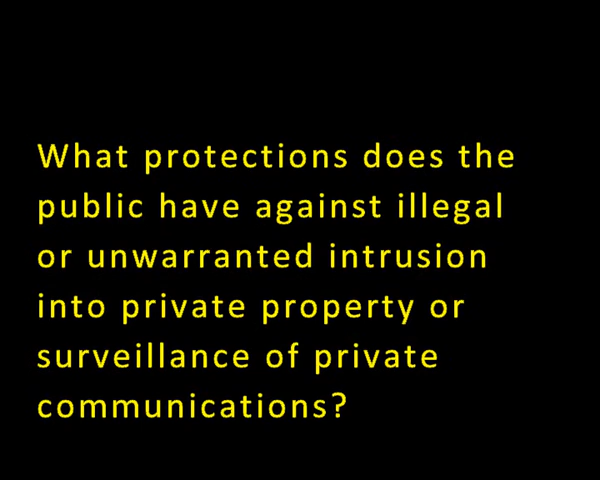 What protections does the
public have against illegal
or unwarranted intrusion
into private property or
surveillance of private
communications?